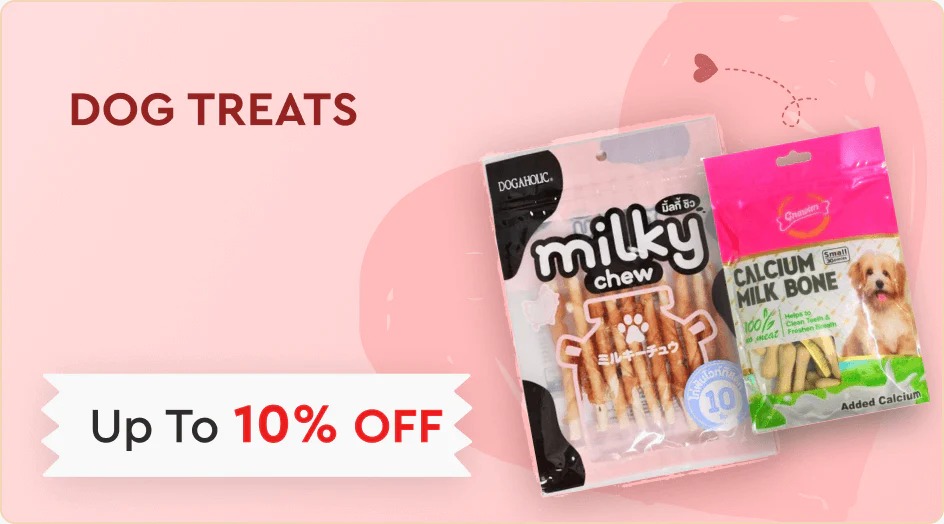 DOG TREATS
Up To 10% OFF
DOGAHOLIC
มิ้ลกี้ ชิว
milky
chew
ミルキーチュウ
10
CALCIUM
MILK BONE
Small
Helps to
Clean Teeth &
Freshen Breath
100%
Added Calcium